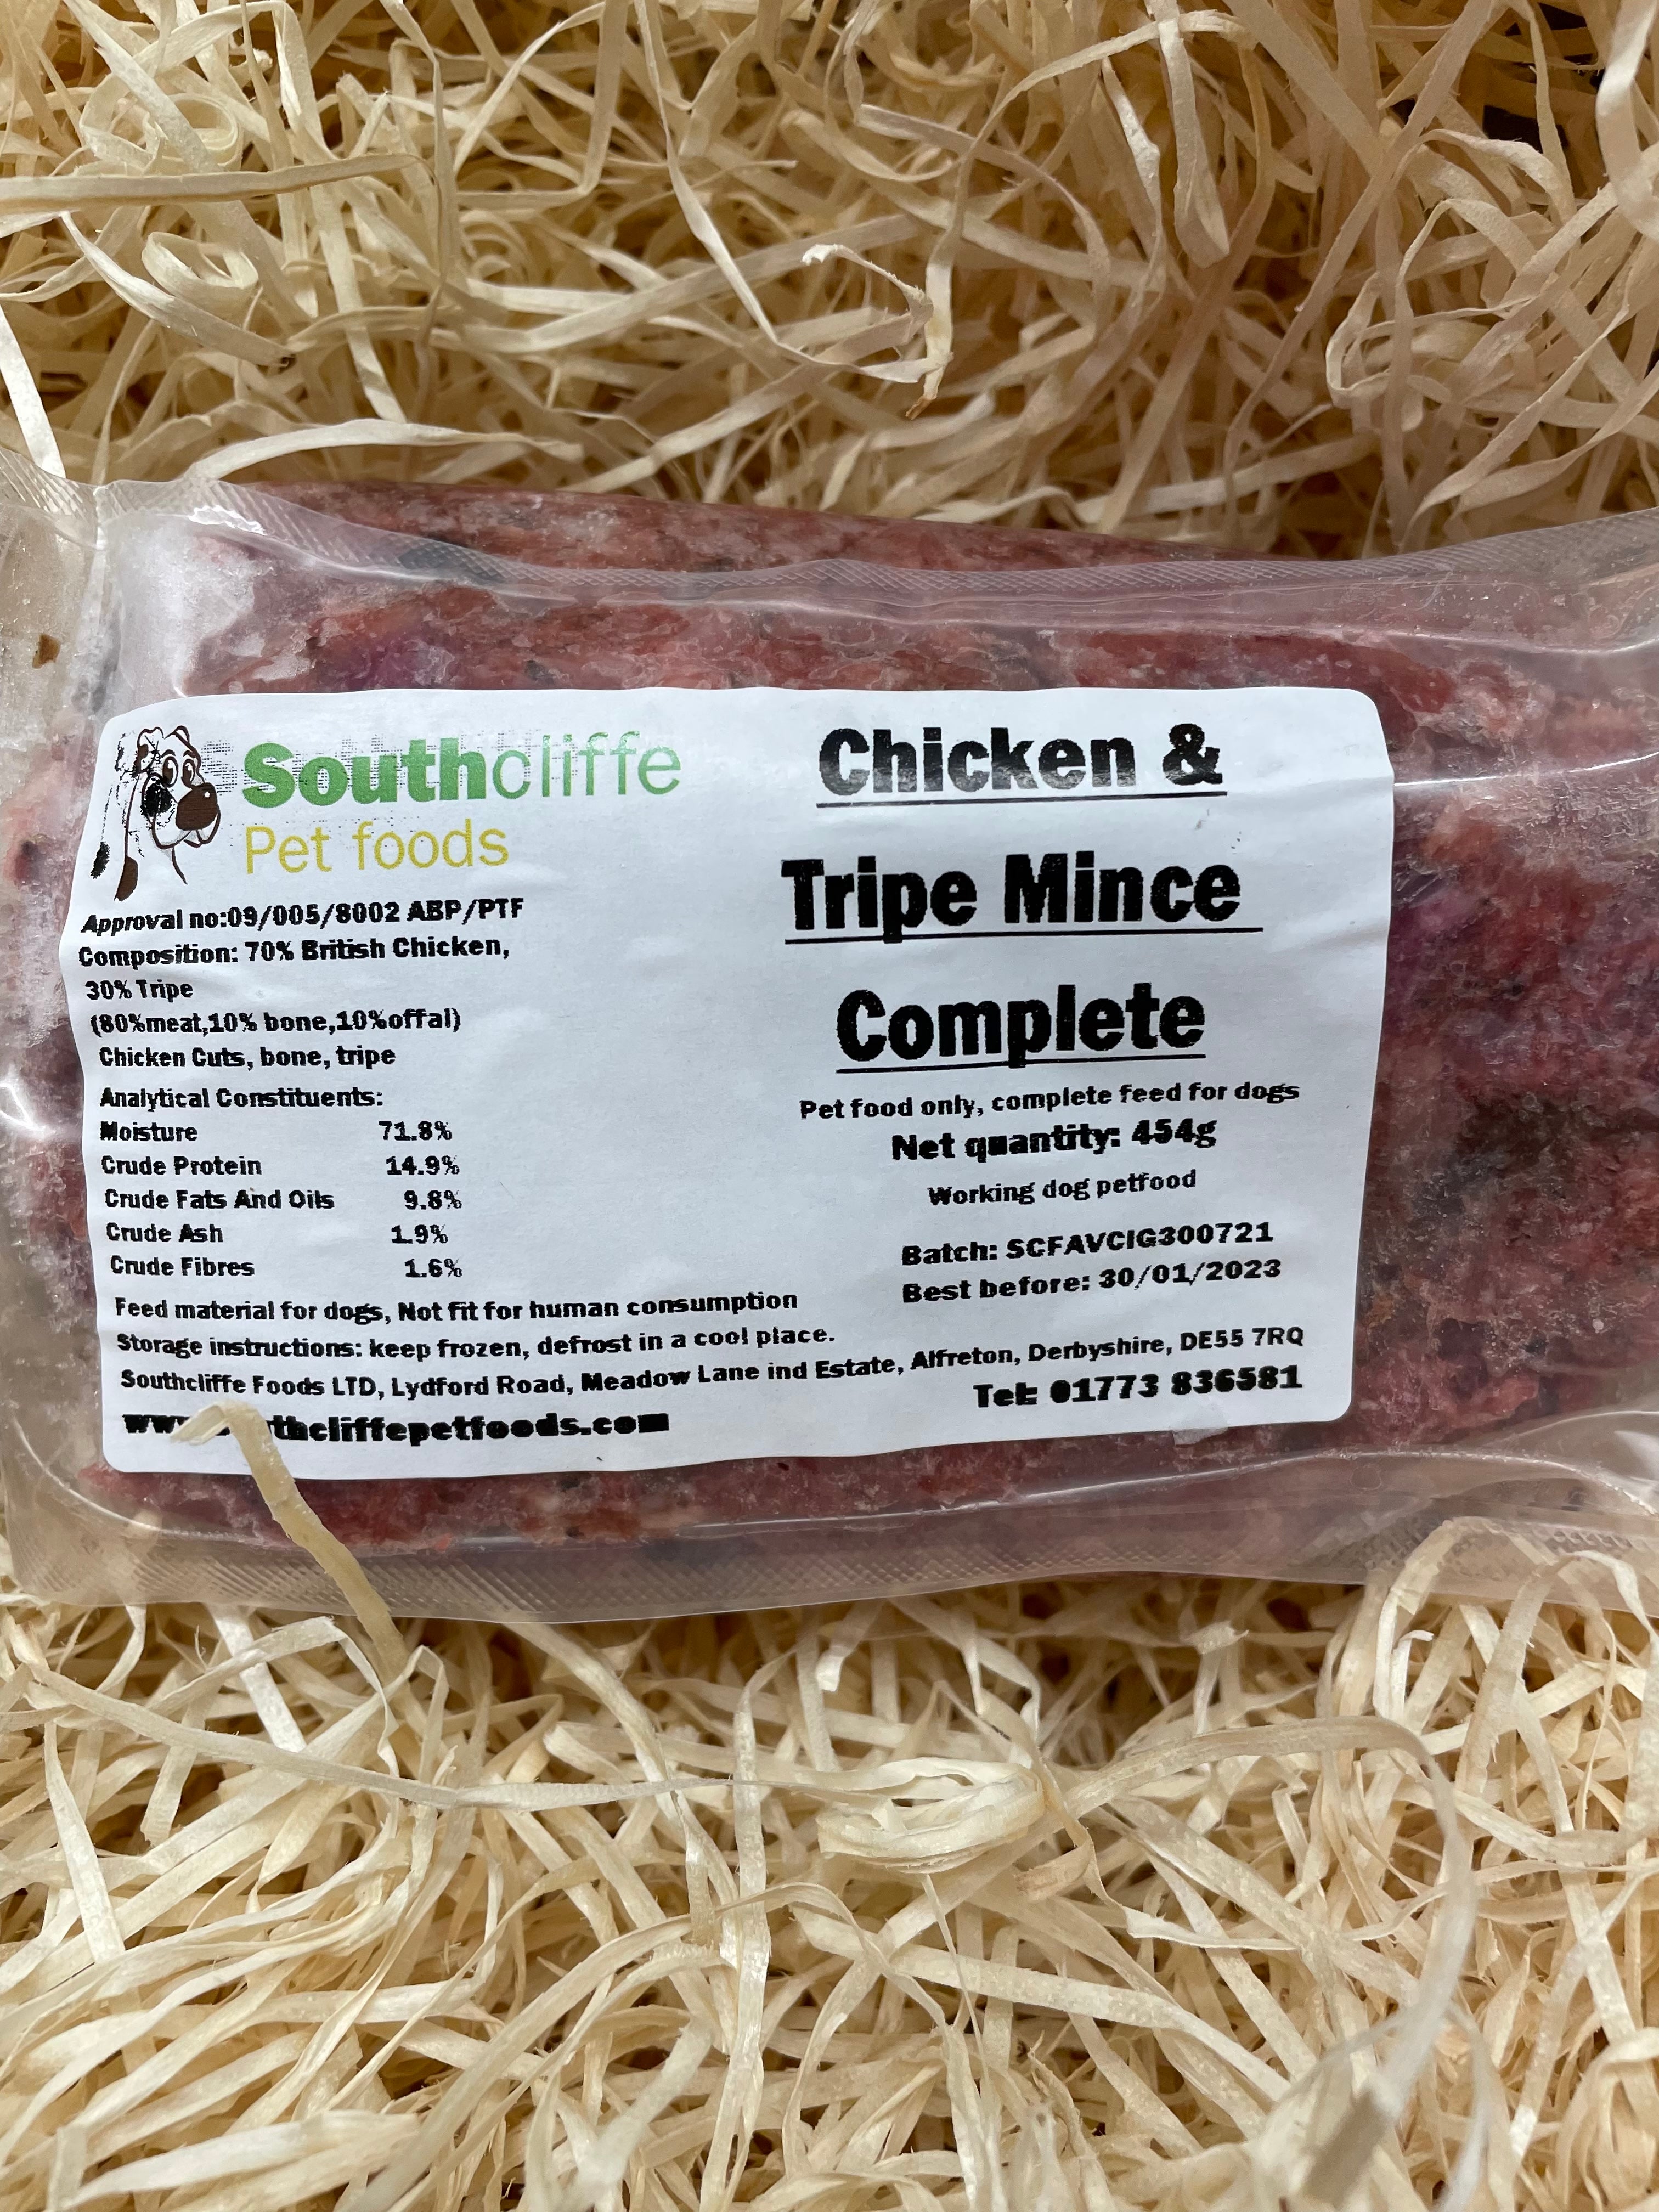 Southcliffe
Pet foods
Approval no:09/005/8002 ABP/PTF
Composition: 70% British Chicken,
30% Tripe
(80%meat,10% bone,10%offal)
Chicken Cuts, bone, tripe
Analytical Constituents:
Moisture 71.8%
Crude Protein 14.9%
Crude Fats And Oils 9.8%
Crude Ash 1.9%
Crude Fibres 1.6%
Chicken &
Tripe Mince
Complete
Pet food only, complete feed for dogs
Net quantity: 454g
Working dog petfood
Batch: SCFAVCIG300721
Best before: 30/01/2023
Feed material for dogs, Not fit for human consumption
Storage instructions: keep frozen, defrost in a cool place.
Southcliffe Foods LTD, Lydford Road, Meadow Lane ind Estate, Alfreton, Derbyshire, DE55 7RQ
Tel: 01773 836581